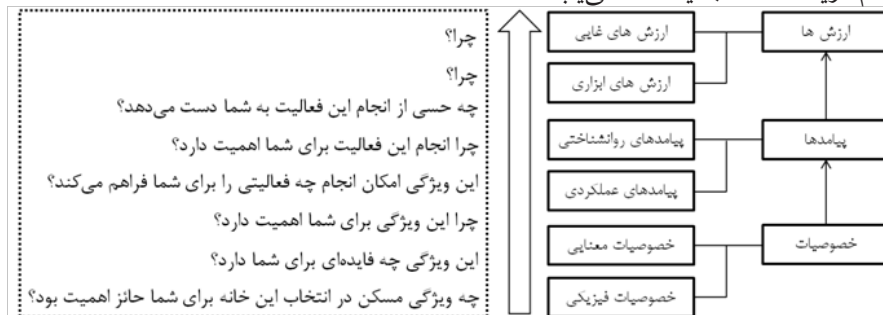 ارزش ها
ارزش های غایی
ارزش های ابزاری
پیامدها
پیامدهای روانشناختی
پیامدهای عملکردی
خصوصیات
خصوصیات معنایی
خصوصیات فیزیکی
چرا؟
چرا؟
چه حسی از انجام این فعالیت به شما دست می‌دهد؟
چرا انجام این فعالیت برای شما اهمیت دارد؟
این ویژگی امکان انجام چه فعالیتی را برای شما فراهم می‌کند؟
چرا این ویژگی برای شما اهمیت دارد؟
این ویژگی چه فایده‌ای برای شما دارد؟
چه ویژگی مسکن در انتخاب این خانه برای شما حائز اهمیت بود؟